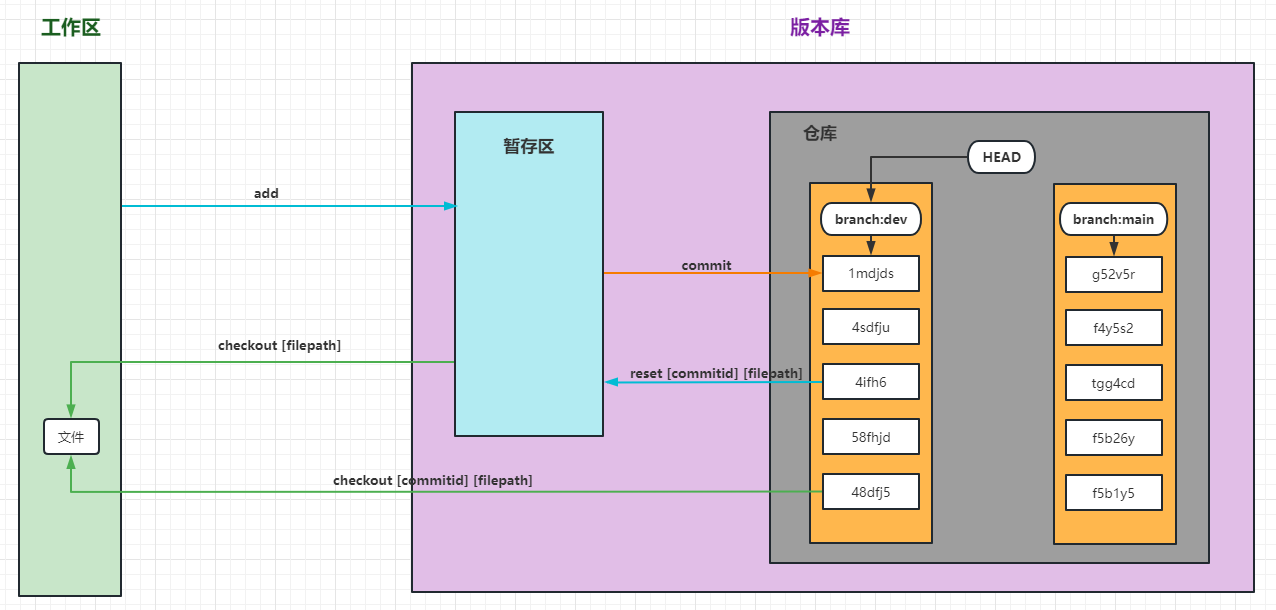 工作区
版本库
暂存区
仓库
HEAD
add
branch:dev
branch:main
commit
1mdjds
g52v5r
4sdfju
f4y5s2
checkout [filepath]
reset [commitid] [filepath]
4ifh6
tgg4cd
文件
58fhjd
f5b26y
checkout [commitid] [filepath]
48dfj5
f5b1y5